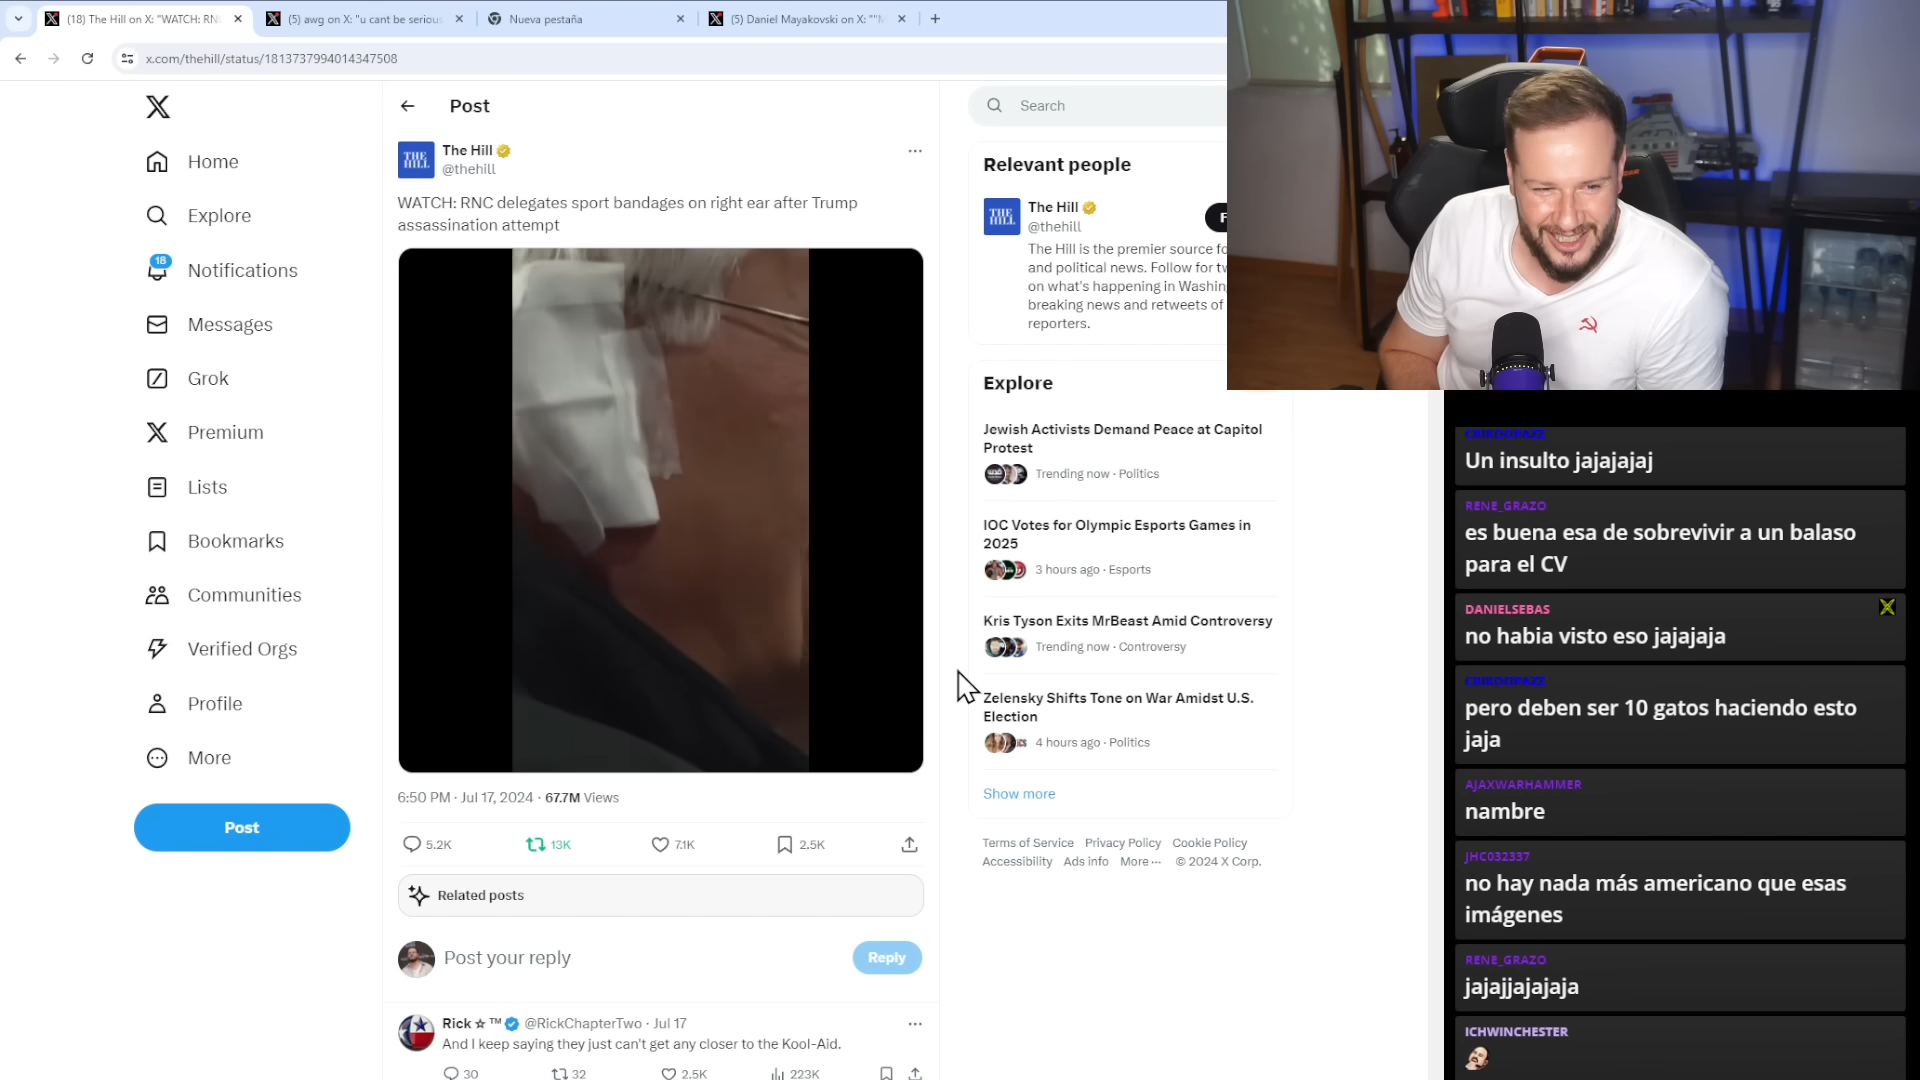 (18) The Hill on X: "WATCH: RN
(5) awg on X: "u cant be serious
Nueva pestaña
(5) Daniel Mayakovski on X: ""M
x.com/thehill/status/1813737994014347508
Home
Explore
18
Notifications
Messages
Grok
Premium
Lists
Bookmarks
Communities
Verified Orgs
Profile
More
Post
Post
THE HILL
The Hill
@thehill
WATCH: RNC delegates sport bandages on right ear after Trump
assassination attempt
6:50 PM · Jul 17, 2024 · 67.7M Views
5.2K
13K
7.1K
2.5K
Related posts
Post your reply
Reply
Rick ☆ ™ @RickChapterTwo · Jul 17
And I keep saying they just can't get any closer to the Kool-Aid.
30
32
2.5K
223K
Search
Relevant people
THE HILL
The Hill
@thehill
F
The Hill is the premier source fo
and political news. Follow for tw
on what's happening in Washin
breaking news and retweets of
reporters.
Explore
Jewish Activists Demand Peace at Capitol
Protest
Trending now · Politics
IOC Votes for Olympic Esports Games in
2025
3 hours ago · Esports
Kris Tyson Exits MrBeast Amid Controversy
Trending now · Controversy
Zelensky Shifts Tone on War Amidst U.S.
Election
4 hours ago · Politics
Show more
Terms of Service Privacy Policy Cookie Policy
Accessibility Ads info More ··· © 2024 X Corp.
Un insulto jajajajaj
RENE_GRAZO
es buena esa de sobrevivir a un balaso
para el CV
DANIELSEBAS
no habia visto eso jajajaja
pero deben ser 10 gatos haciendo esto
jaja
AJAXWARHAMMER
nambre
JHC032337
no hay nada más americano que esas
imágenes
RENE_GRAZO
jajajjajajaja
ICHWINCHESTER